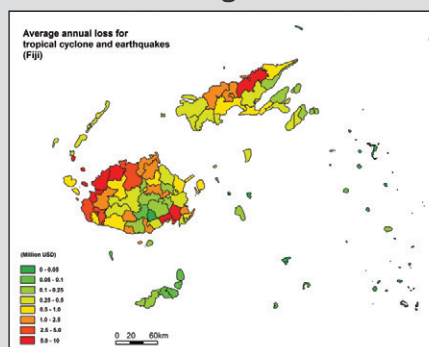 Average annual loss for
tropical cyclone and earthquakes
(Fiji)
(Million USD)
0 - 0.05
0.05 - 0.1
0.1 - 0.25
0.25 - 0.5
0.5 - 1.0
1.0 - 2.5
2.5 - 5.0
5.0 - 10
0 20 60km